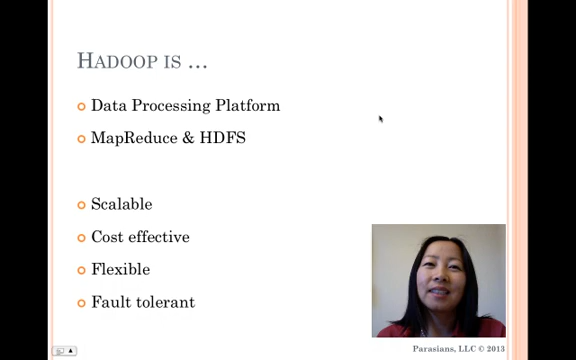 HADOOP IS ...
Data Processing Platform
MapReduce & HDFS
Scalable
Cost effective
Flexible
Fault tolerant
Parasians, LLC © 2013